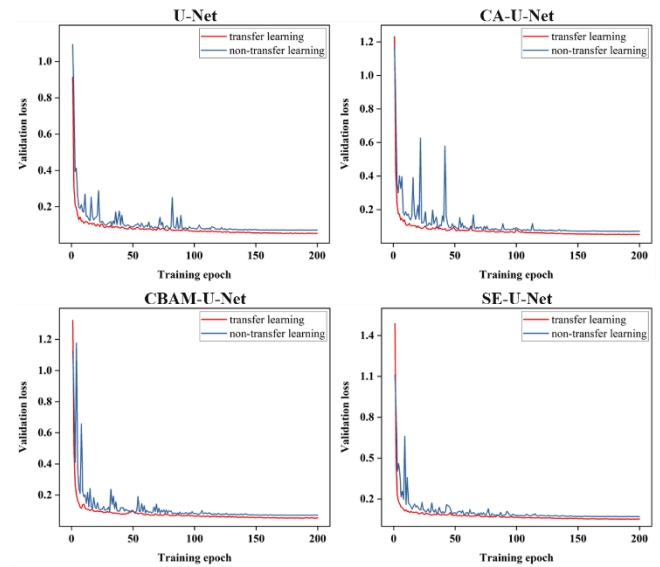 U-Net
transfer learning
non-transfer learning
1.0
0.8
0.6
0.4
0.2
Validation loss
0
50
100
150
200
Training epoch
CA-U-Net
transfer learning
non-transfer learning
1.2
1.0
0.8
0.6
0.4
0.2
Validation loss
0
50
100
150
200
Training epoch
CBAM-U-Net
transfer learning
non-transfer learning
1.2
1.0
0.8
0.6
0.4
0.2
Validation loss
0
50
100
150
200
Training epoch
SE-U-Net
transfer learning
non-transfer learning
1.4
1.1
0.8
0.5
0.2
Validation loss
0
50
100
150
200
Training epoch